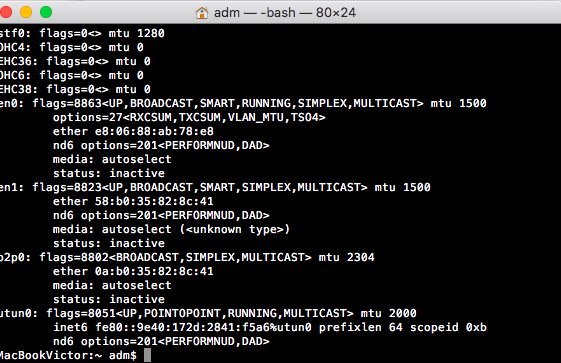 adm — -bash — 80×24
stf0: flags=0<> mtu 1280
OHC4: flags=0<> mtu 0
EHC36: flags=0<> mtu 0
OHC6: flags=0<> mtu 0
EHC38: flags=0<> mtu 0
en0: flags=8863<UP,BROADCAST,SMART,RUNNING,SIMPLEX,MULTICAST> mtu 1500
options=27<RXCSUM,TXCSUM,VLAN_MTU,TSO4>
ether e8:06:88:ab:78:e8
nd6 options=201<PERFORMNUD,DAD>
media: autoselect
status: inactive
en1: flags=8823<UP,BROADCAST,SMART,SIMPLEX,MULTICAST> mtu 1500
ether 58:b0:35:82:8c:41
nd6 options=201<PERFORMNUD,DAD>
media: autoselect (<unknown type>)
status: inactive
p2p0: flags=8802<BROADCAST,SIMPLEX,MULTICAST> mtu 2304
ether 0a:b0:35:82:8c:41
media: autoselect
status: inactive
utun0: flags=8051<UP,POINTOPOINT,RUNNING,MULTICAST> mtu 2000
inet6 fe80::9e40:172d:2841:f5a6%utun0 prefixlen 64 scopeid 0xb
nd6 options=201<PERFORMNUD,DAD>
MacBookVictor:~ adm$